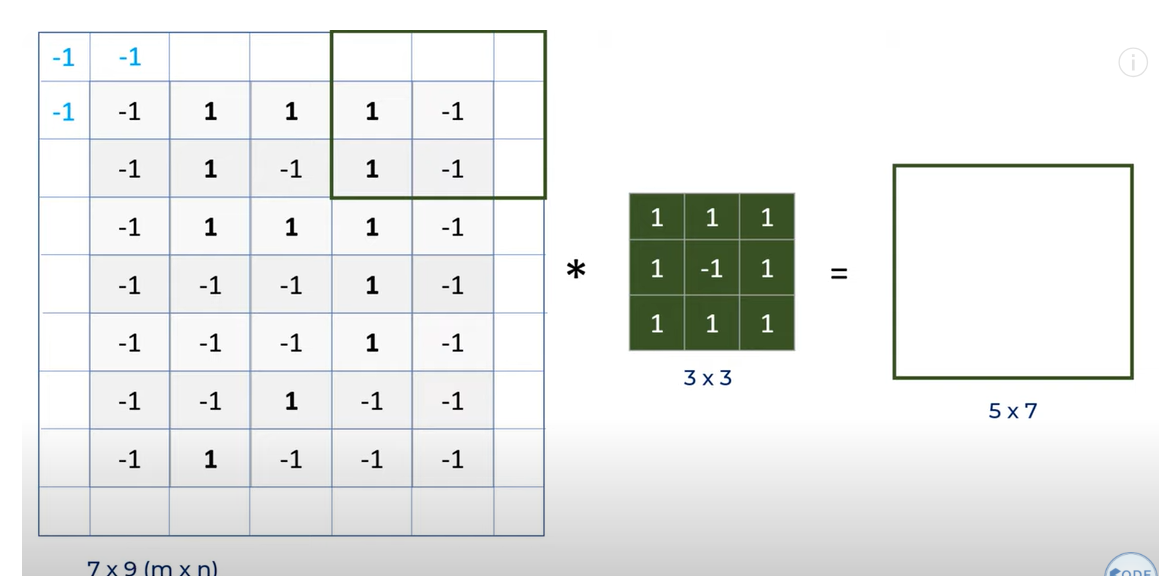 -1 -1
-1 -1 1 1 1 -1
-1 1 -1 1 -1
-1 1 1 1 -1
-1 -1 -1 1 -1
-1 -1 -1 1 -1
-1 -1 1 -1 -1
-1 1 -1 -1 -1
7 x 9 (m x n)
*
1 1 1
1 -1 1
1 1 1
3 x 3
=
5 x 7
i